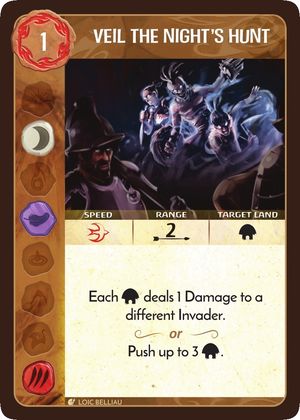 1
VEIL THE NIGHT'S HUNT
SPEED RANGE TARGET LAND
2
Each deals 1 Damage to a
different Invader.
or
Push up to 3 .
LOIC BELLIAU